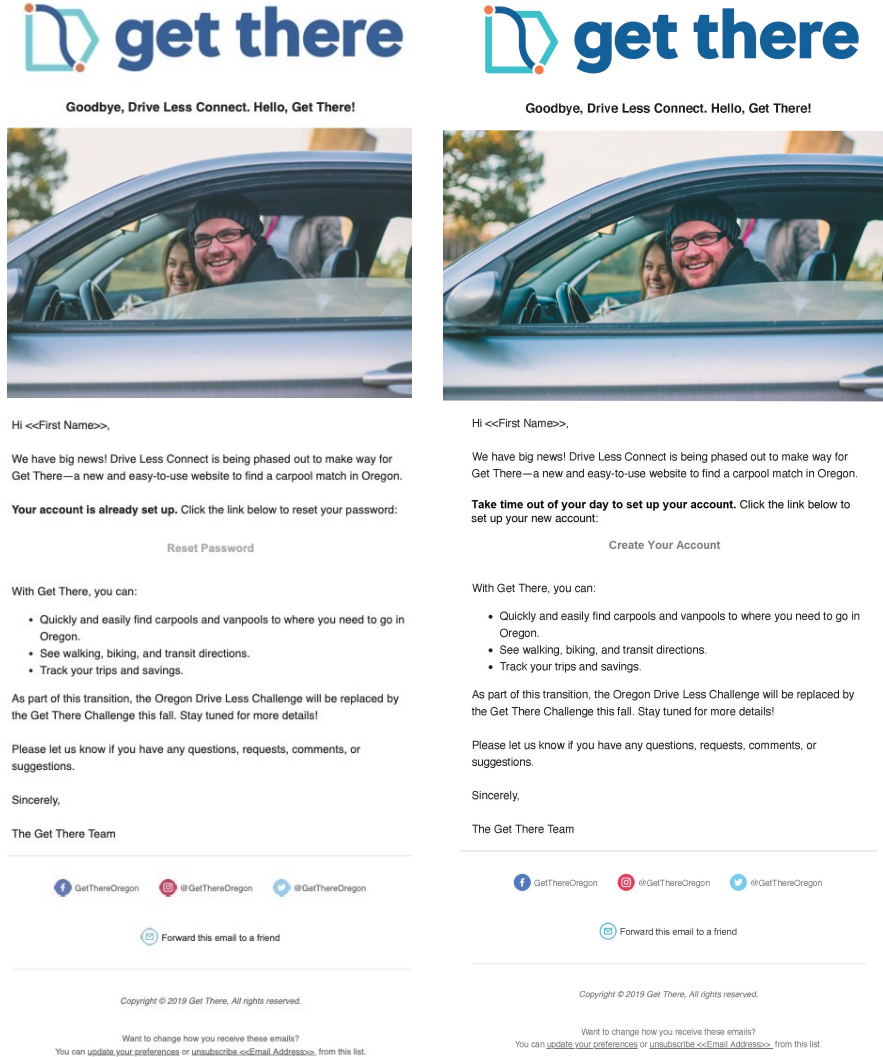 get there
Goodbye, Drive Less Connect. Hello, Get There!
Hi <<First Name>>,
We have big news! Drive Less Connect is being phased out to make way for
Get There—a new and easy-to-use website to find a carpool match in Oregon.
Your account is already set up. Click the link below to reset your password:
Reset Password
With Get There, you can:
• Quickly and easily find carpools and vanpools to where you need to go in
Oregon.
• See walking, biking, and transit directions.
• Track your trips and savings.
As part of this transition, the Oregon Drive Less Challenge will be replaced by
the Get There Challenge this fall. Stay tuned for more details!
Please let us know if you have any questions, requests, comments, or
suggestions.
Sincerely,
The Get There Team
GetThereOregon @GetThereOregon @GetThereOregon
Forward this email to a friend
Copyright © 2019 Get There, All rights reserved.
Want to change how you receive these emails?
You can update your preferences or unsubscribe <<Email Address>> from this list.
get there
Goodbye, Drive Less Connect. Hello, Get There!
Hi <<First Name>>,
We have big news! Drive Less Connect is being phased out to make way for
Get There—a new and easy-to-use website to find a carpool match in Oregon.
Take time out of your day to set up your account. Click the link below to
set up your new account:
Create Your Account
With Get There, you can:
• Quickly and easily find carpools and vanpools to where you need to go in
Oregon.
• See walking, biking, and transit directions.
• Track your trips and savings.
As part of this transition, the Oregon Drive Less Challenge will be replaced by
the Get There Challenge this fall. Stay tuned for more details!
Please let us know if you have any questions, requests, comments, or
suggestions.
Sincerely,
The Get There Team
GetThereOregon @GetThereOregon @GetThereOregon
Forward this email to a friend
Copyright © 2019 Get There, All rights reserved.
Want to change how you receive these emails?
You can update your preferences or unsubscribe <<Email Address>> from this list.